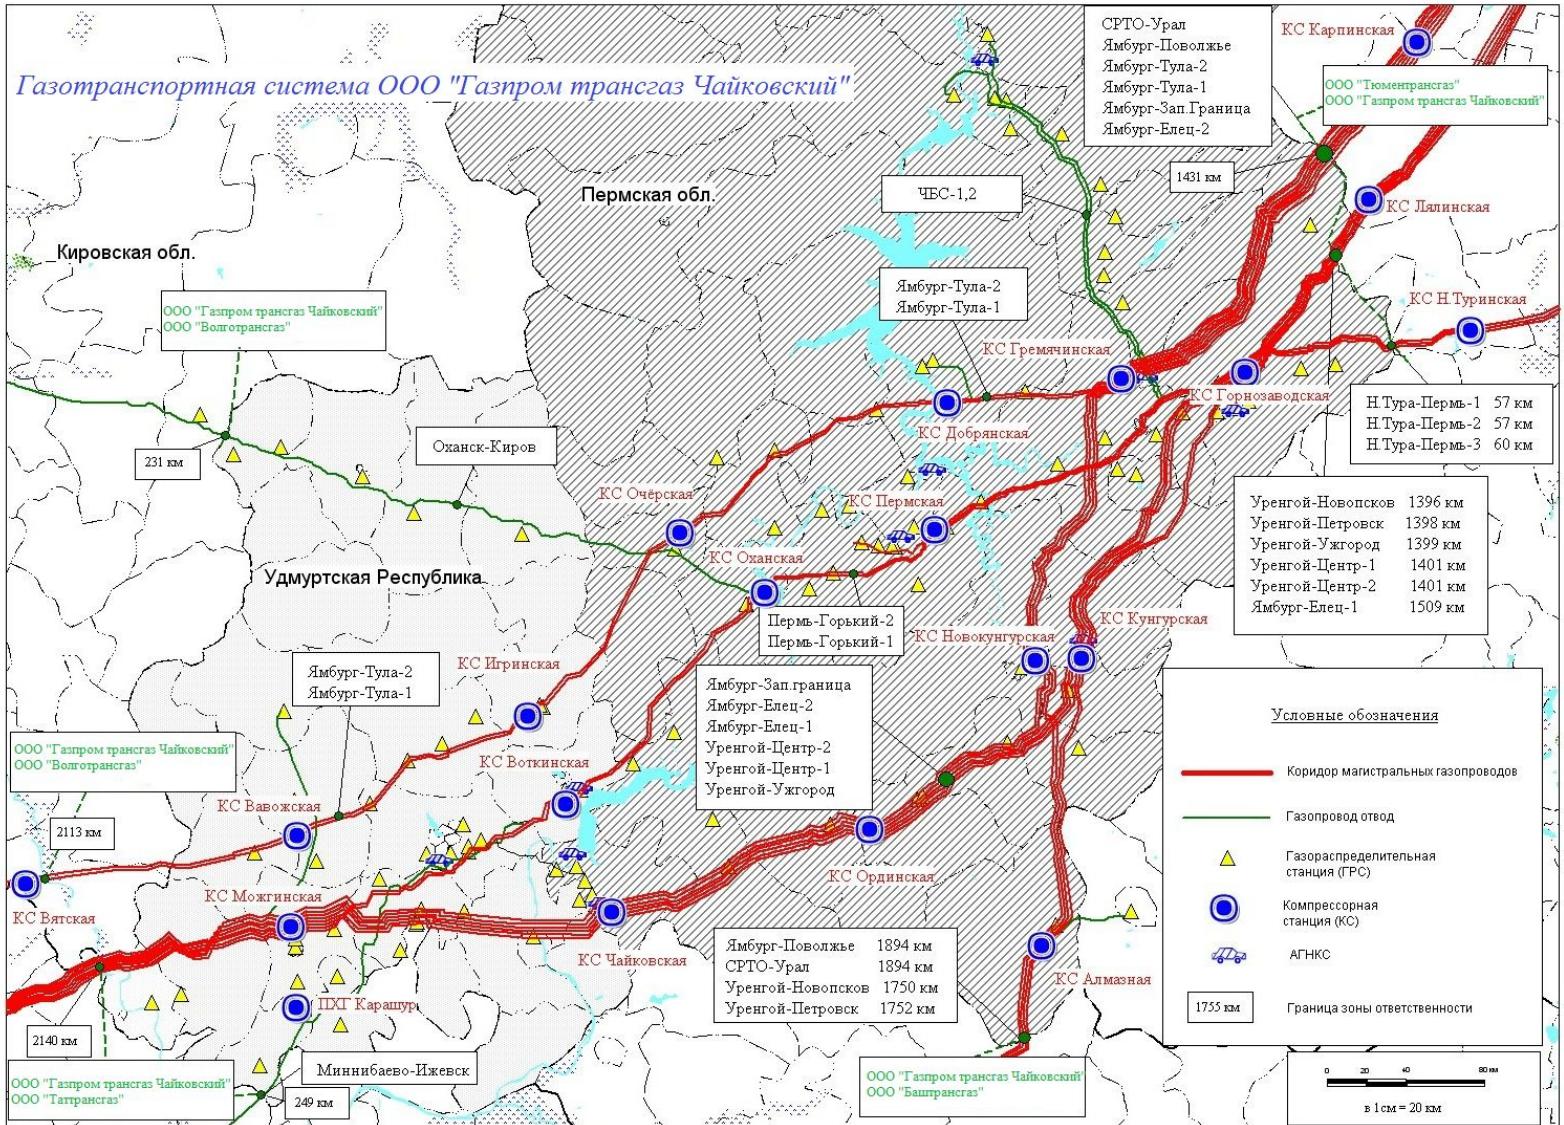 Газотранспортная система ООО "Газпром трансгаз Чайковский"
СРТО-Урал
Ямбург-Поволжье
Ямбург-Тула-2
Ямбург-Тула-1
Ямбург-Зап.Граница
Ямбург-Елец-2
КС Карпинская
ООО "Тюментрансгаз"
ООО "Газпром трансгаз Чайковский"
1431 км
Пермская обл.
ЧБС-1,2
КС Лялинская
Кировская обл.
ООО "Газпром трансгаз Чайковский"
ООО "Волготрансгаз"
Ямбург-Тула-2
Ямбург-Тула-1
КС Н.Туринская
КС Гремячинская
КС Горнозаводская
Н.Тура-Пермь-1 57 км
Н.Тура-Пермь-2 57 км
Н.Тура-Пермь-3 60 км
КС Добрянская
231 км
Оханск-Киров
КС Очёрская
КС Пермская
Уренгой-Новопсков 1396 км
Уренгой-Петровск 1398 км
Уренгой-Ужгород 1399 км
Уренгой-Центр-1 1401 км
Уренгой-Центр-2 1401 км
Ямбург-Елец-1 1509 км
КС Оханская
Удмуртская Республика
Пермь-Горький-2
Пермь-Горький-1
КС Новокунгурская
КС Кунгурская
КС Игринская
Ямбург-Тула-2
Ямбург-Тула-1
Ямбург-Зап.граница
Ямбург-Елец-2
Ямбург-Елец-1
Уренгой-Центр-2
Уренгой-Центр-1
Уренгой-Ужгород
ООО "Газпром трансгаз Чайковский"
ООО "Волготрансгаз"
КС Воткинская
КС Вавожская
2113 км
КС Ординская
КС Можгинская
КС Вятская
КС Чайковская
Ямбург-Поволжье 1894 км
СРТО-Урал 1894 км
Уренгой-Новопсков 1750 км
Уренгой-Петровск 1752 км
КС Алмазная
ПХГ Карашур
2140 км
Миннибаево-Ижевск
ООО "Газпром трансгаз Чайковский"
ООО "Таттрансгаз"
249 км
ООО "Газпром трансгаз Чайковский"
ООО "Баштрансгаз"
Условные обозначения
Коридор магистральных газопроводов
Газопровод отвод
Газораспределительная
станция (ГРС)
Компрессорная
станция (КС)
АГНКС
1755 км
Граница зоны ответственности
0 20 40 80 км
в 1см = 20 км